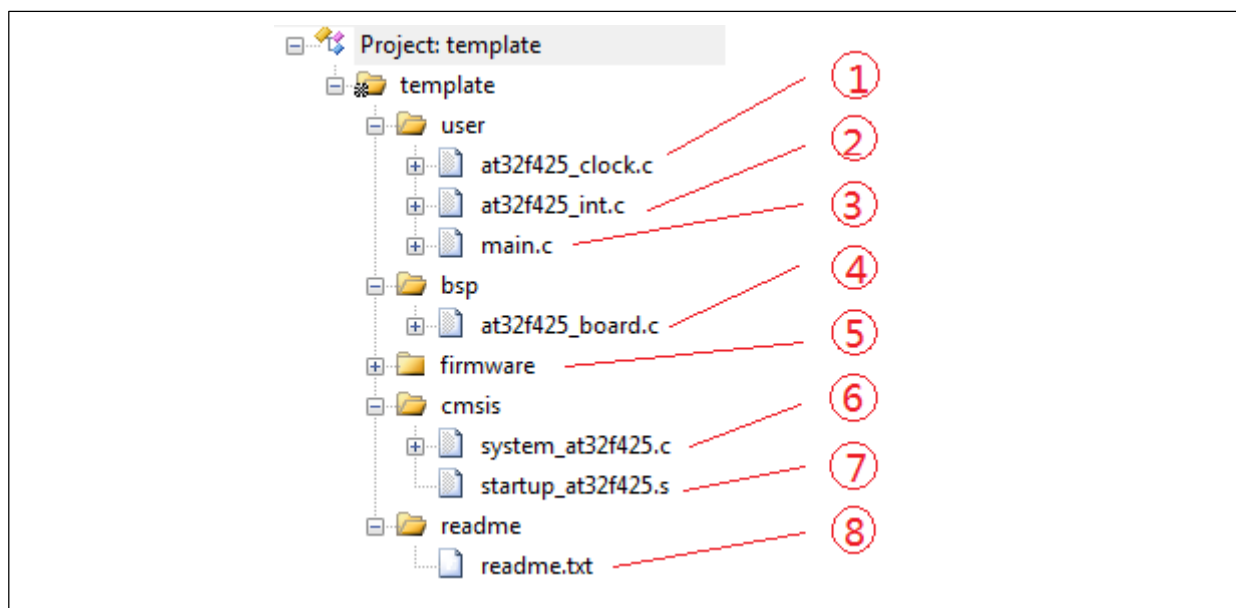 Project: template
template
①
user
at32f425_clock.c
②
at32f425_int.c
③
main.c
④
bsp
at32f425_board.c
⑤
firmware
cmsis
⑥
system_at32f425.c
⑦
startup_at32f425.s
readme
⑧
readme.txt